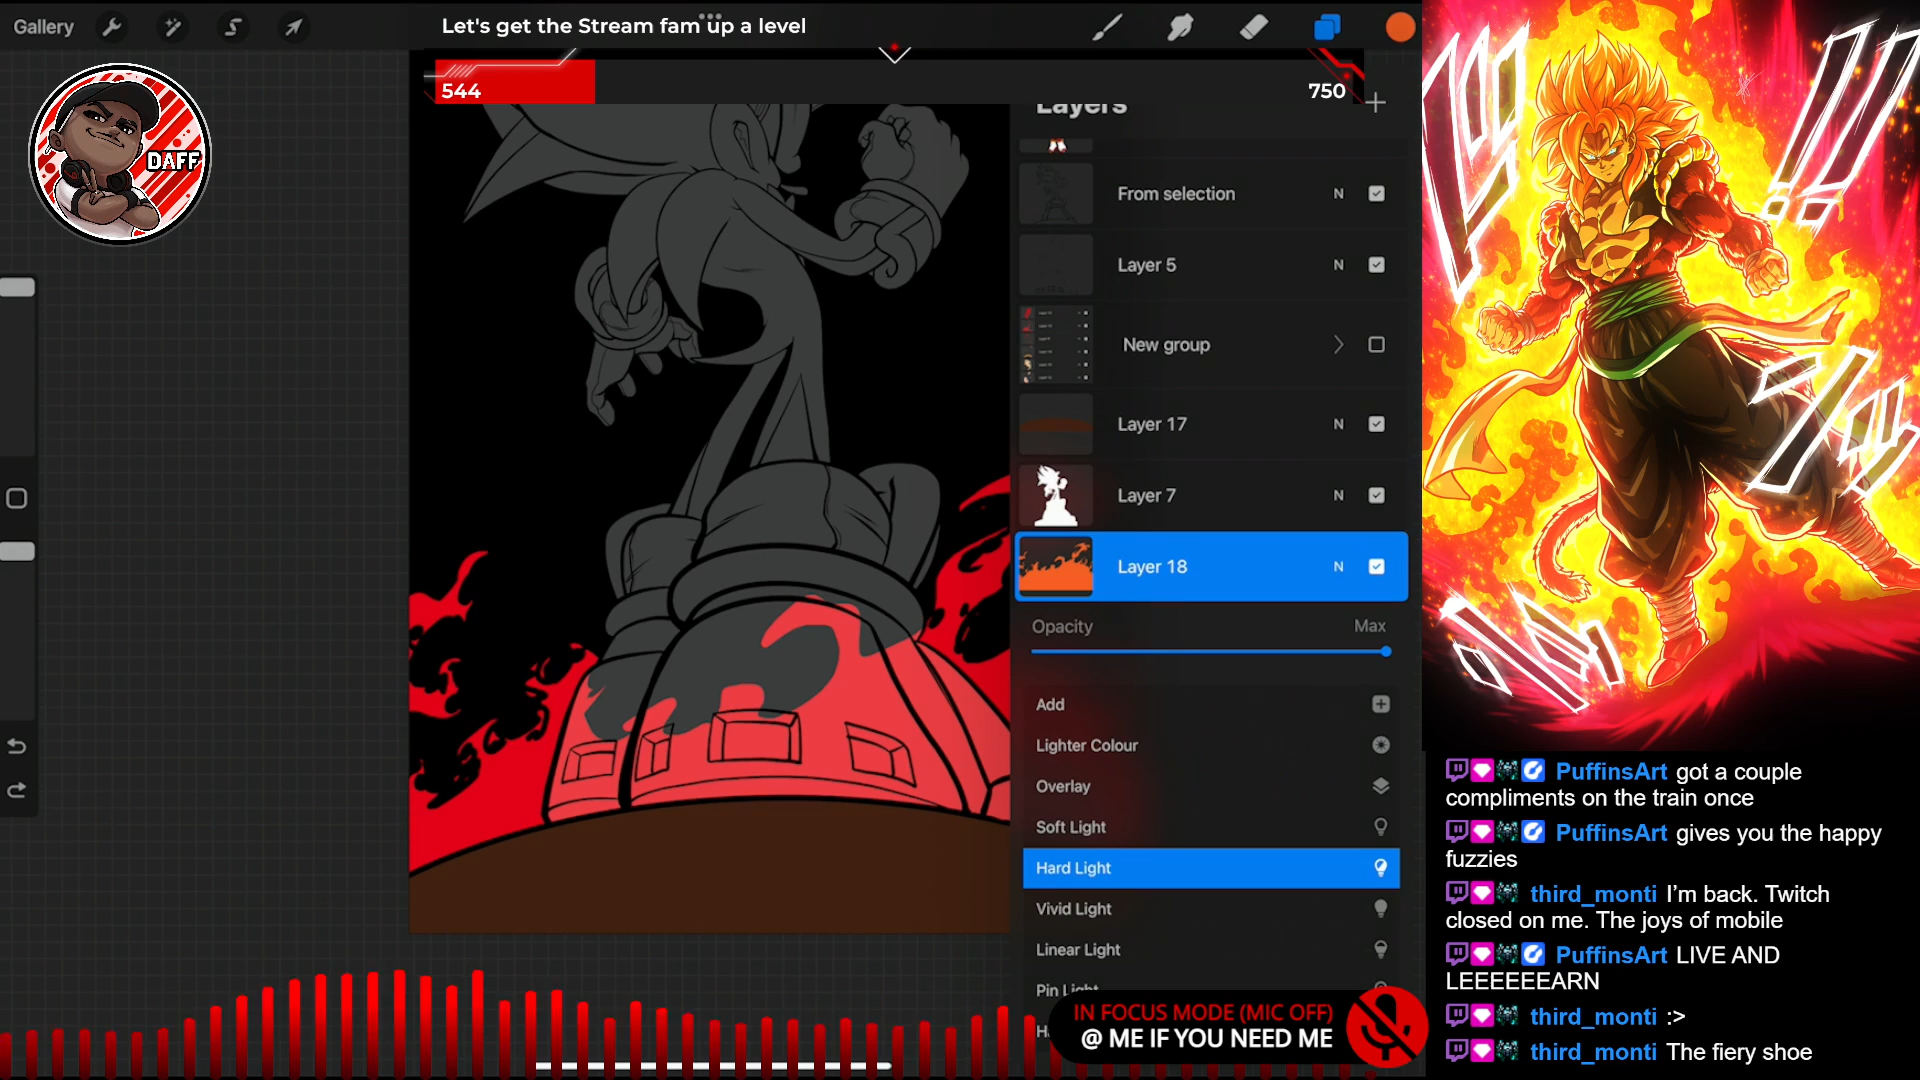 Gallery
Let's get the Stream fam up a level
544
750
DAFF
Layers
From selection N
Layer 5 N
New group
Layer 17 N
Layer 7 N
Layer 18 N
Opacity Max
Add
Lighter Colour
Overlay
Soft Light
Hard Light
Vivid Light
Linear Light
Pin Light
IN FOCUS MODE (MIC OFF)
@ ME IF YOU NEED ME
PuffinsArt got a couple
compliments on the train once
PuffinsArt gives you the happy
fuzzies
third_monti I'm back. Twitch
closed on me. The joys of mobile
PuffinsArt LIVE AND
LEEEEEEARN
third_monti :>
third_monti The fiery shoe